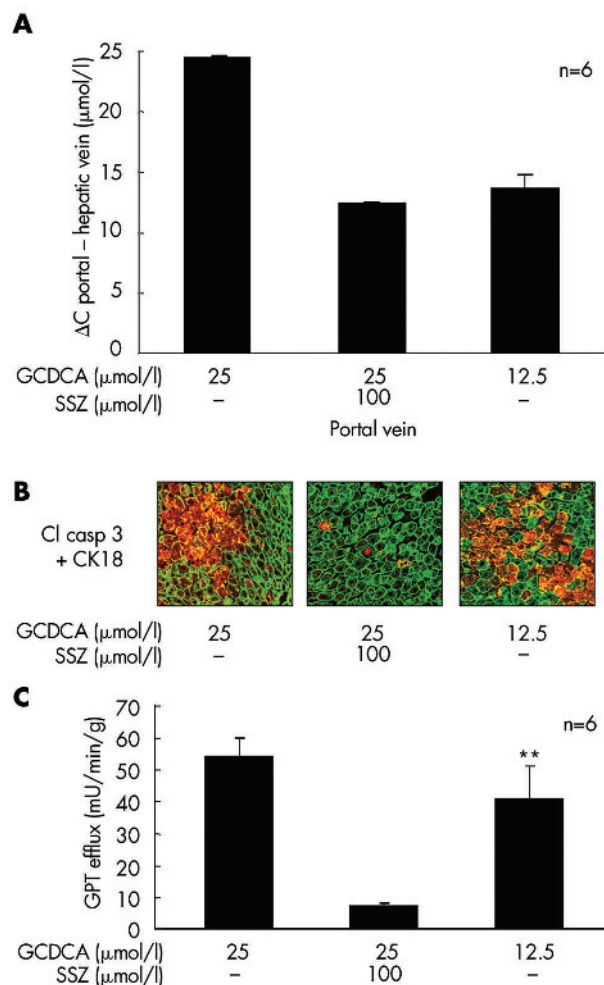 A
ΔC portal – hepatic vein (μmol/l)
25
20
15
10
5
0
n=6
GCDCA (μmol/l) 25 25 12.5
SSZ (μmol/l) – 100 –
Portal vein
B
Cl casp 3
+ CK18
GCDCA (μmol/l) 25 25 12.5
SSZ (μmol/l) – 100 –
C
GPT efflux (mU/min/g)
70
60
50
40
30
20
10
0
n=6
**
GCDCA (μmol/l) 25 25 12.5
SSZ (μmol/l) – 100 –